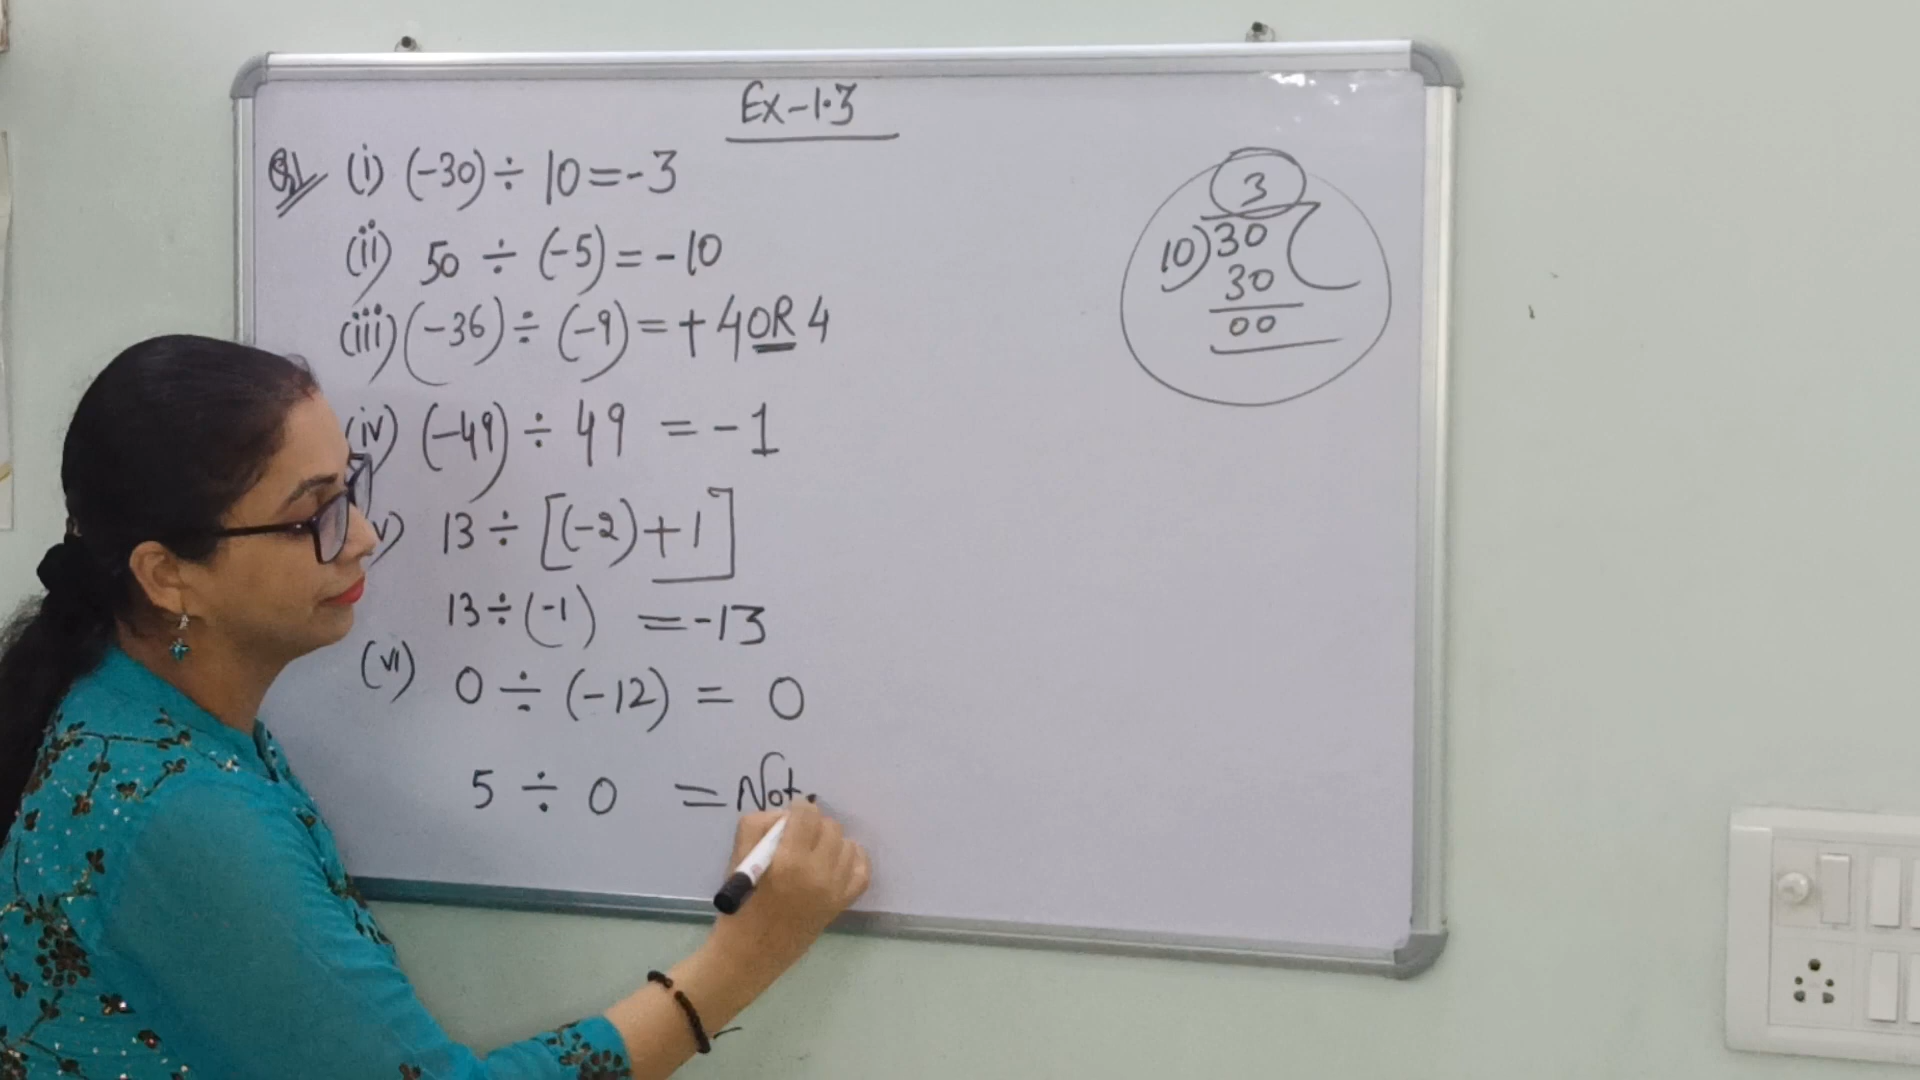 Ex-1.3
Q1 (i) (-30) ÷ 10 = -3
(ii) 50 ÷ (-5) = -10
(iii) (-36) ÷ (-9) = +4 OR 4
(iv) (-49) ÷ 49 = -1
v) 13 ÷ [(-2)+1]
13 ÷ (-1) = -13
(vi) 0 ÷ (-12) = 0
5 ÷ 0 = Not
3
10)30(
30
00